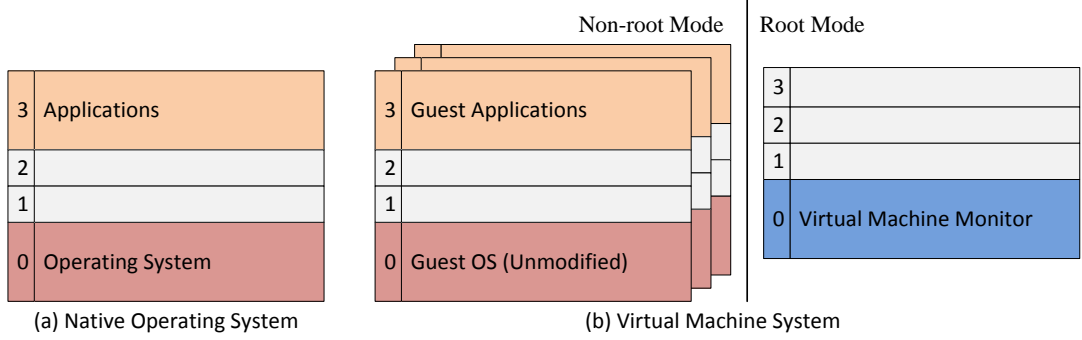 Non-root Mode
Root Mode
3 Applications
2
1
0 Operating System
3 Guest Applications
2
1
0 Guest OS (Unmodified)
3
2
1
0 Virtual Machine Monitor
(a) Native Operating System
(b) Virtual Machine System